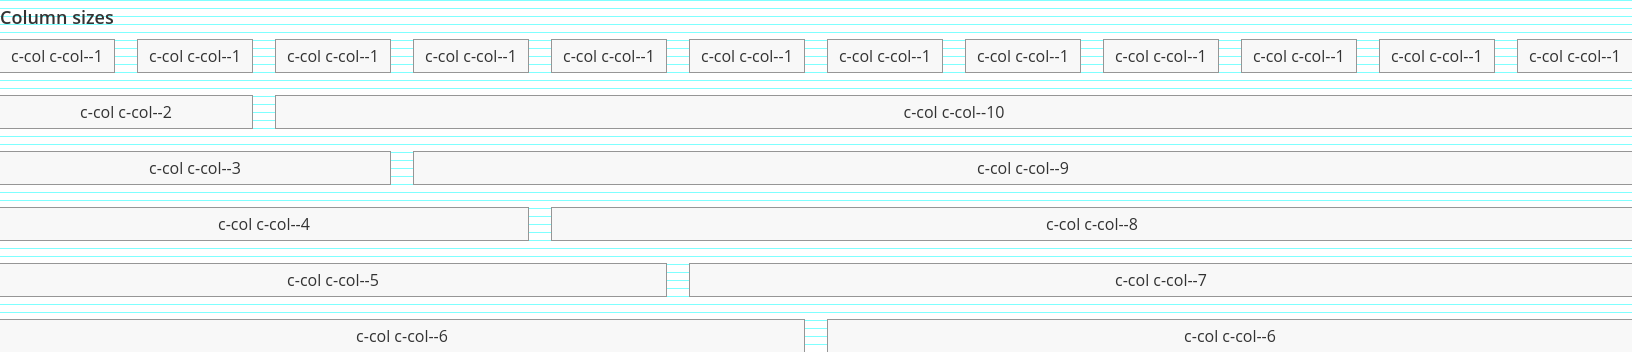 Column sizes
c-col c-col--1 c-col c-col--1 c-col c-col--1 c-col c-col--1 c-col c-col--1 c-col c-col--1 c-col c-col--1 c-col c-col--1 c-col c-col--1 c-col c-col--1 c-col c-col--1 c-col c-col--1
c-col c-col--2 c-col c-col--10
c-col c-col--3 c-col c-col--9
c-col c-col--4 c-col c-col--8
c-col c-col--5 c-col c-col--7
c-col c-col--6 c-col c-col--6